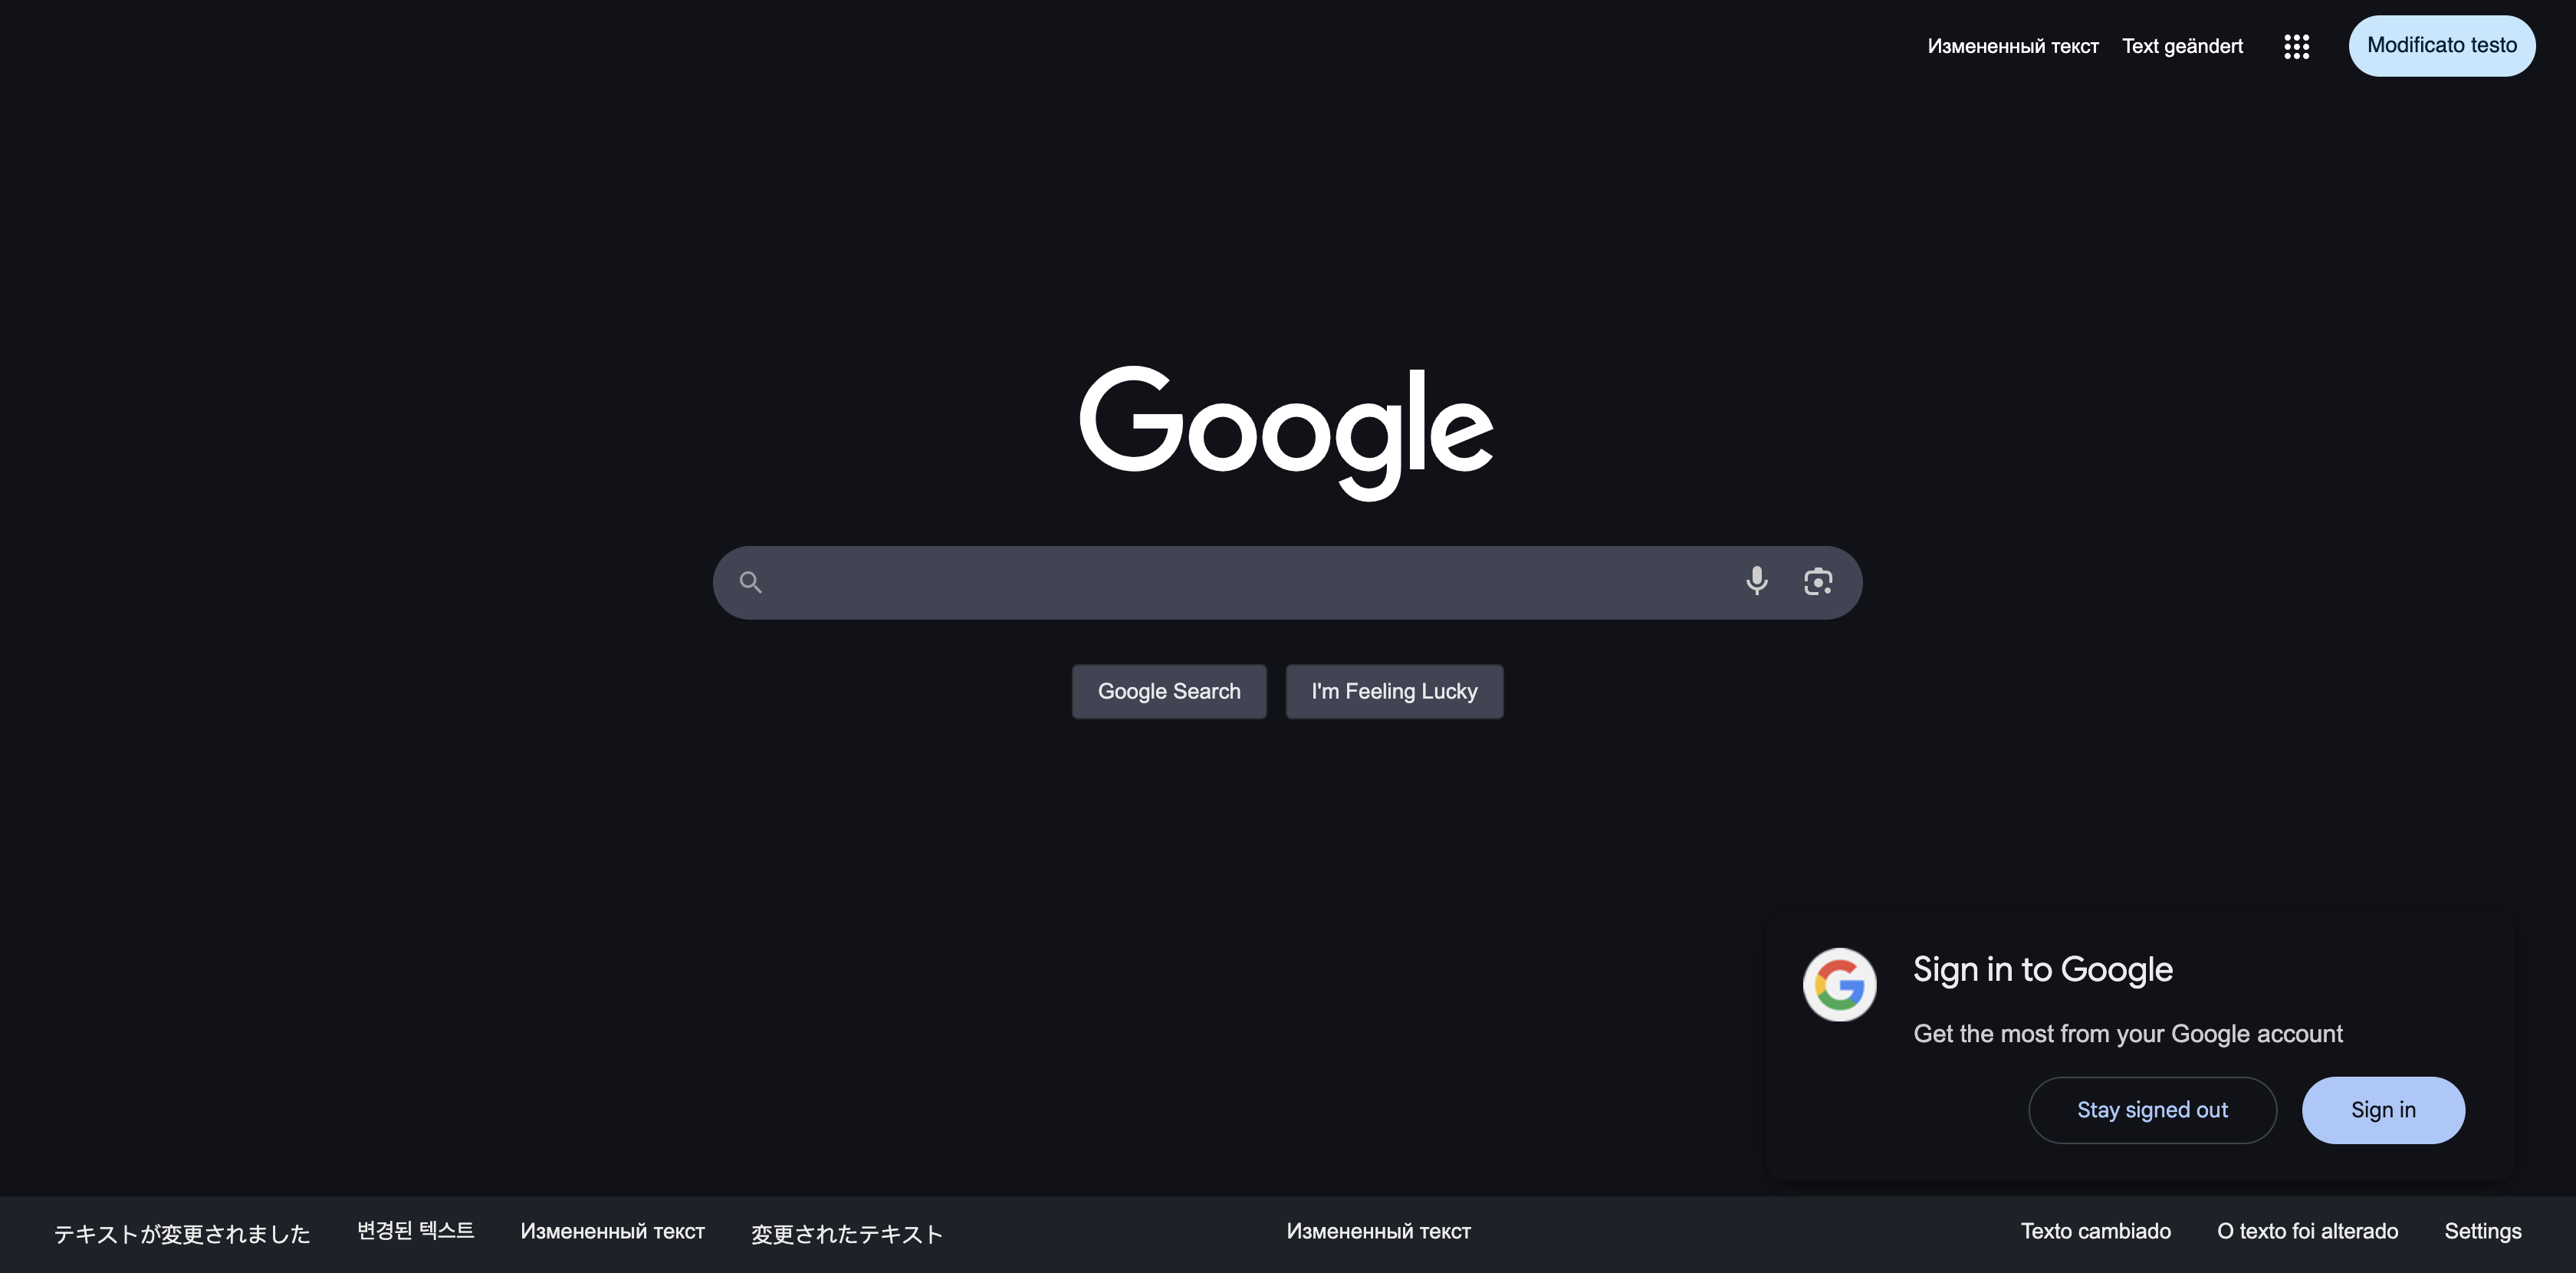 Измененный текст
Text geändert
Modificato testo
Google
Google Search
I'm Feeling Lucky
Sign in to Google
Get the most from your Google account
Stay signed out
Sign in
テキストが変更されました
변경된 텍스트
Измененный текст
変更されたテキスト
Измененный текст
Texto cambiado
O texto foi alterado
Settings